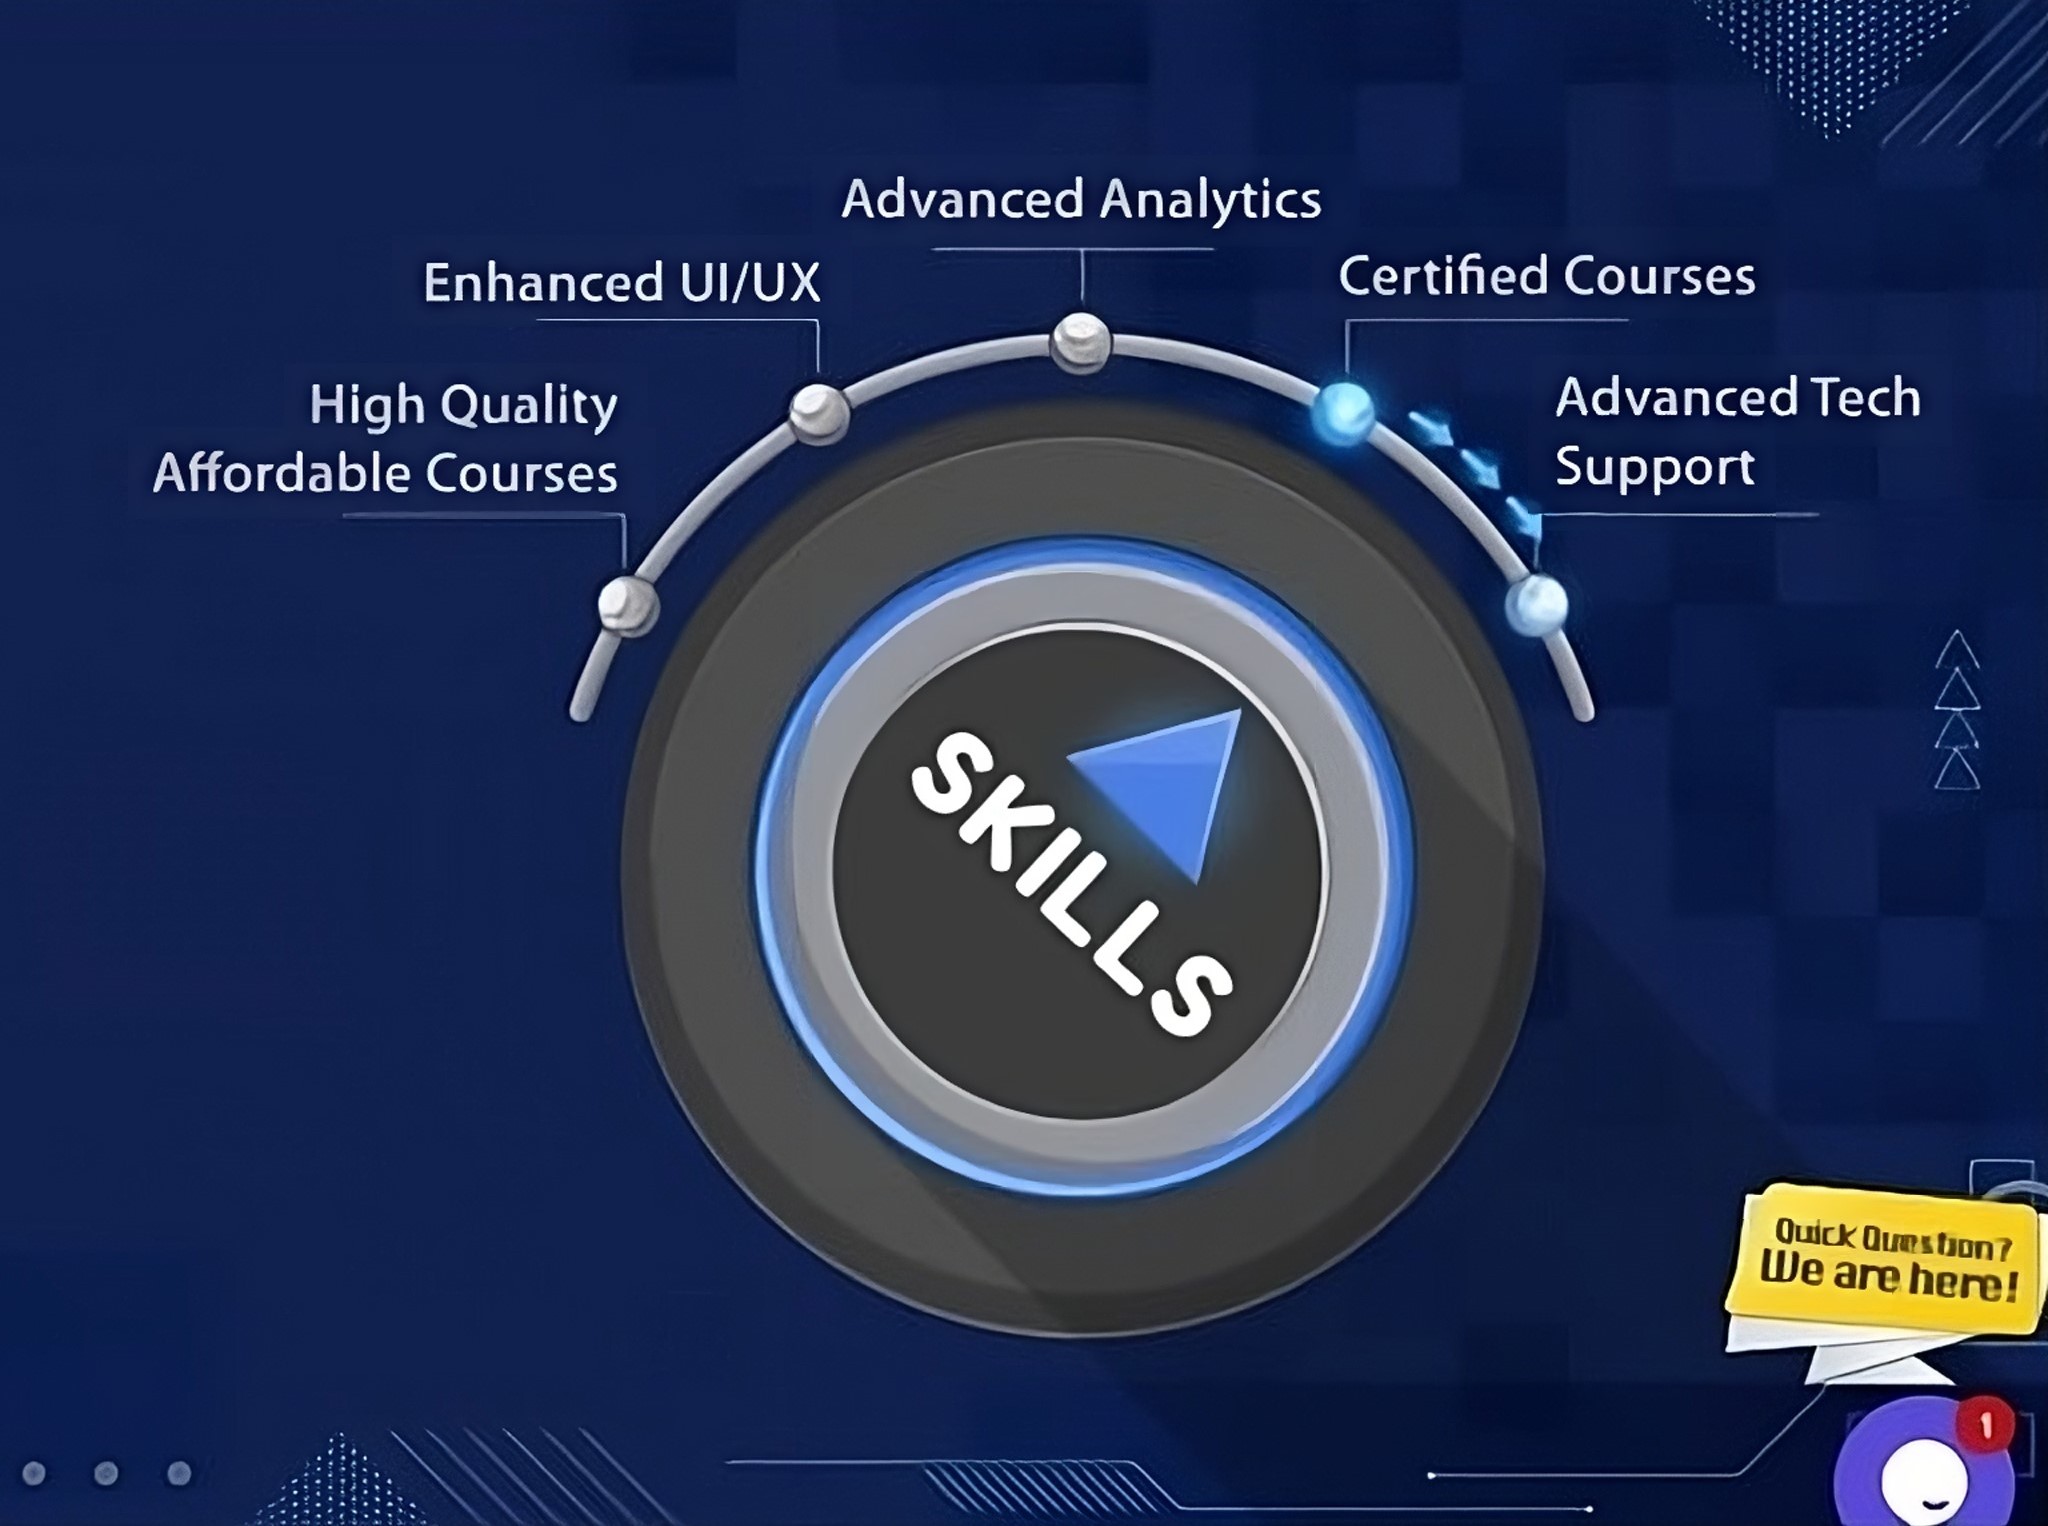 Advanced Analytics
Enhanced UI/UX
Certified Courses
High Quality
Affordable Courses
Advanced Tech
Support
SKILLS
Quick Question?
We are here!
1